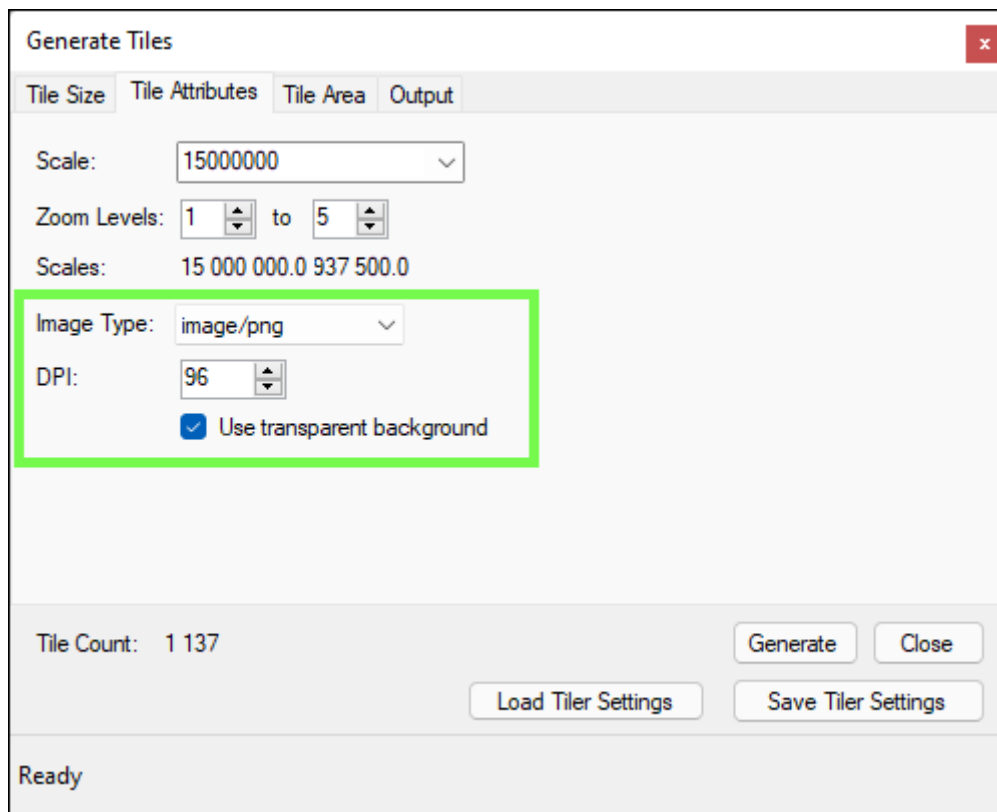 Generate Tiles x
Tile Size Tile Attributes Tile Area Output
Scale: 15000000
Zoom Levels: 1 to 5
Scales: 15 000 000.0 937 500.0
Image Type: image/png
DPI: 96
Use transparent background
Tile Count: 1 137 Generate Close
Load Tiler Settings Save Tiler Settings
Ready